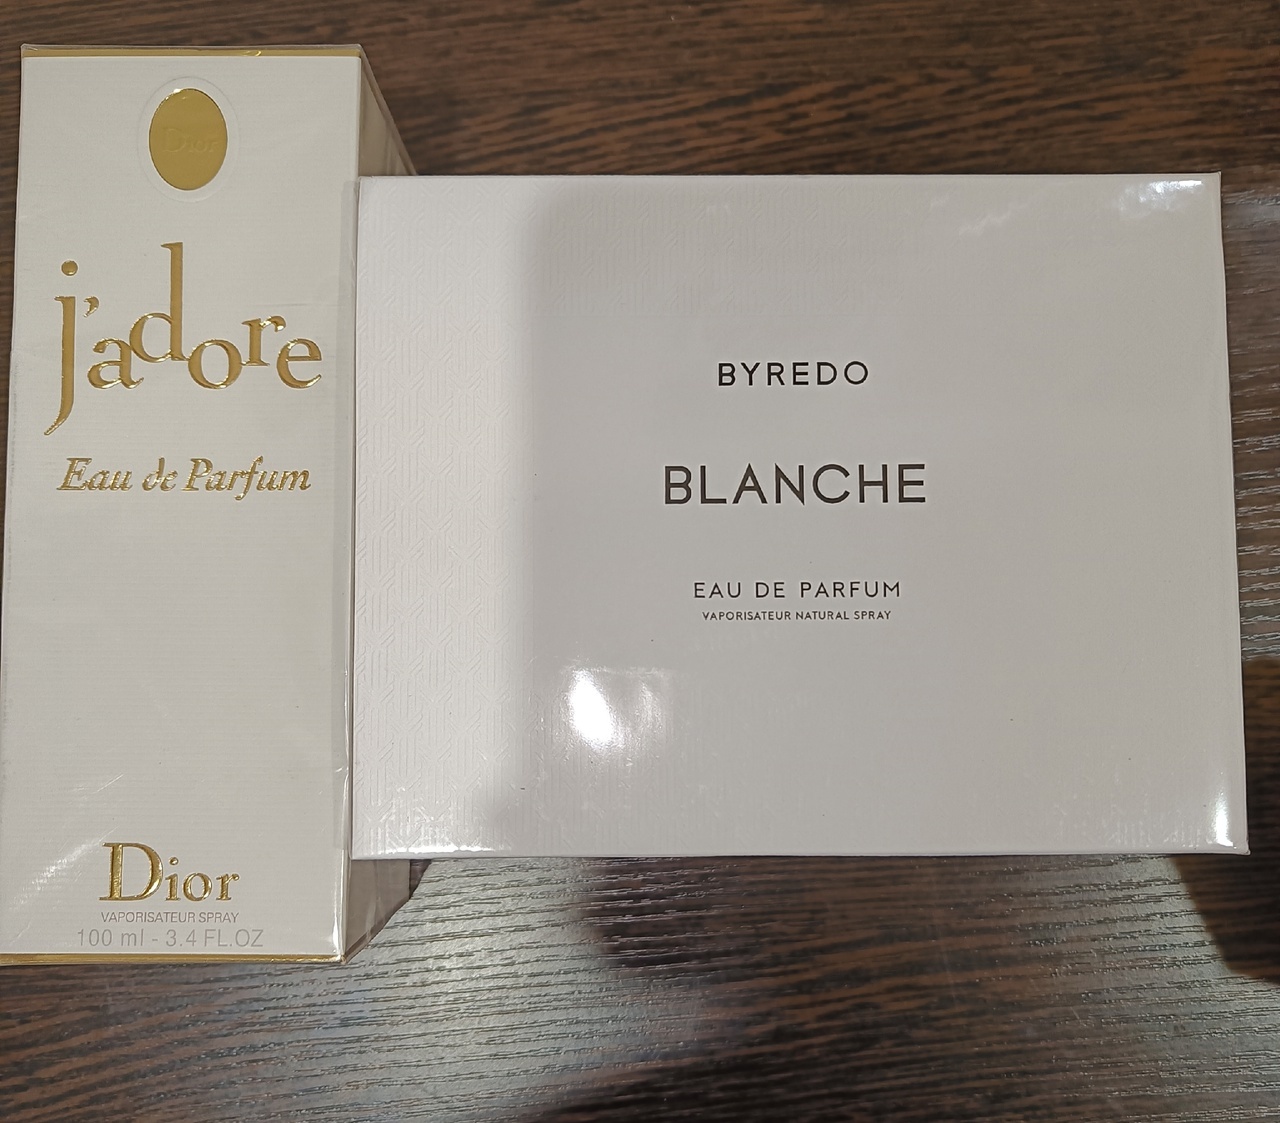 Dior
j'adore
Eau de Parfum
Dior
VAPORISATEUR SPRAY
100 ml - 3.4 FL.OZ
BYREDO
BLANCHE
EAU DE PARFUM
VAPORISATEUR NATURAL SPRAY